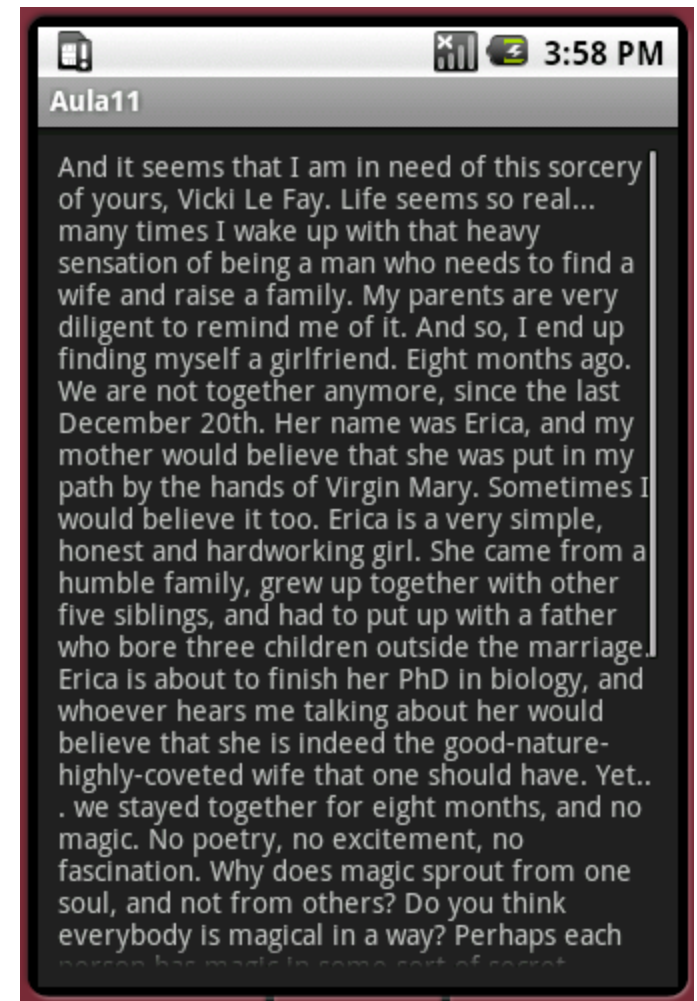 3:58 PM
Aula11
And it seems that I am in need of this sorcery
of yours, Vicki Le Fay. Life seems so real...
many times I wake up with that heavy
sensation of being a man who needs to find a
wife and raise a family. My parents are very
diligent to remind me of it. And so, I end up
finding myself a girlfriend. Eight months ago.
We are not together anymore, since the last
December 20th. Her name was Erica, and my
mother would believe that she was put in my
path by the hands of Virgin Mary. Sometimes I
would believe it too. Erica is a very simple,
honest and hardworking girl. She came from a
humble family, grew up together with other
five siblings, and had to put up with a father
who bore three children outside the marriage.
Erica is about to finish her PhD in biology, and
whoever hears me talking about her would
believe that she is indeed the good-nature-
highly-coveted wife that one should have. Yet..
. we stayed together for eight months, and no
magic. No poetry, no excitement, no
fascination. Why does magic sprout from one
soul, and not from others? Do you think
everybody is magical in a way? Perhaps each
person has magic in some sort of secret